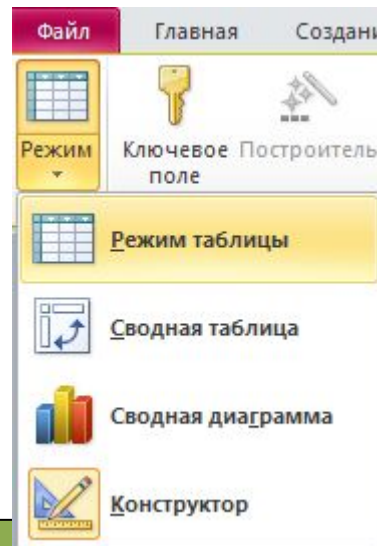 Файл Главная Создани
Режим Ключевое поле Построитель
Режим таблицы
Сводная таблица
Сводная диаграмма
Конструктор